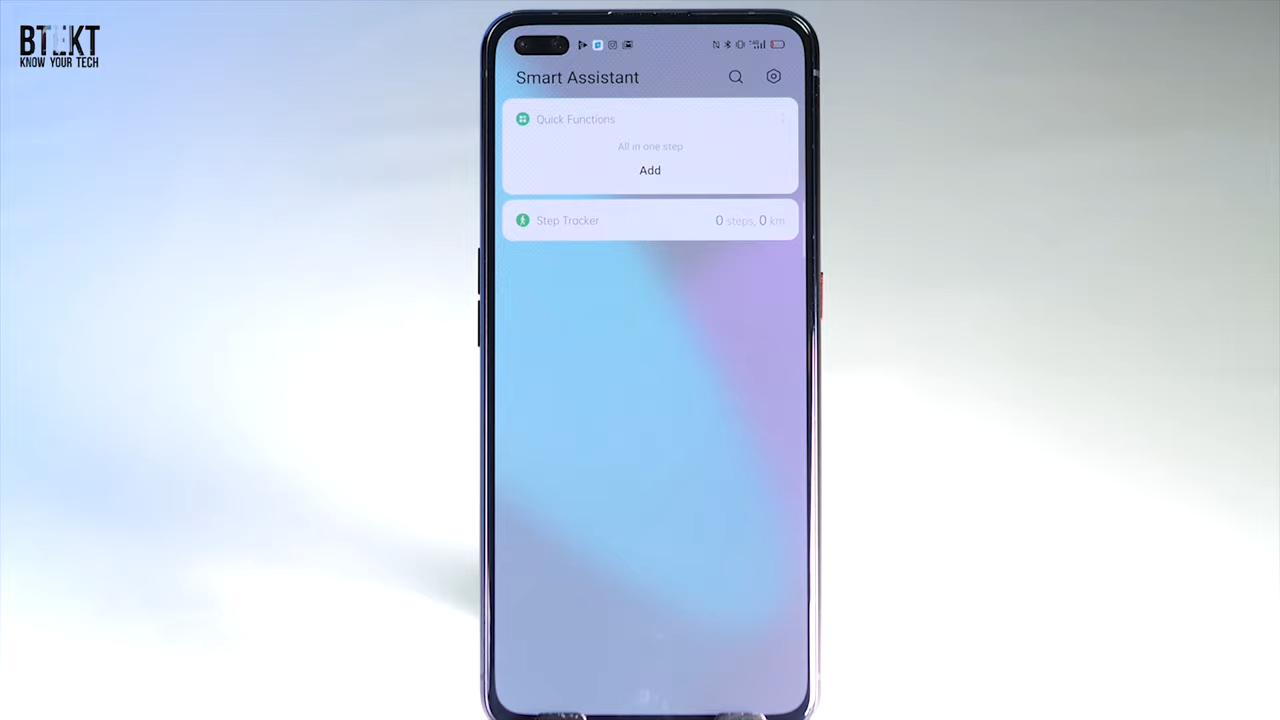 BTEKT
KNOW YOUR TECH
Smart Assistant
Quick Functions
All in one step
Add
Step Tracker
0 steps, 0 km